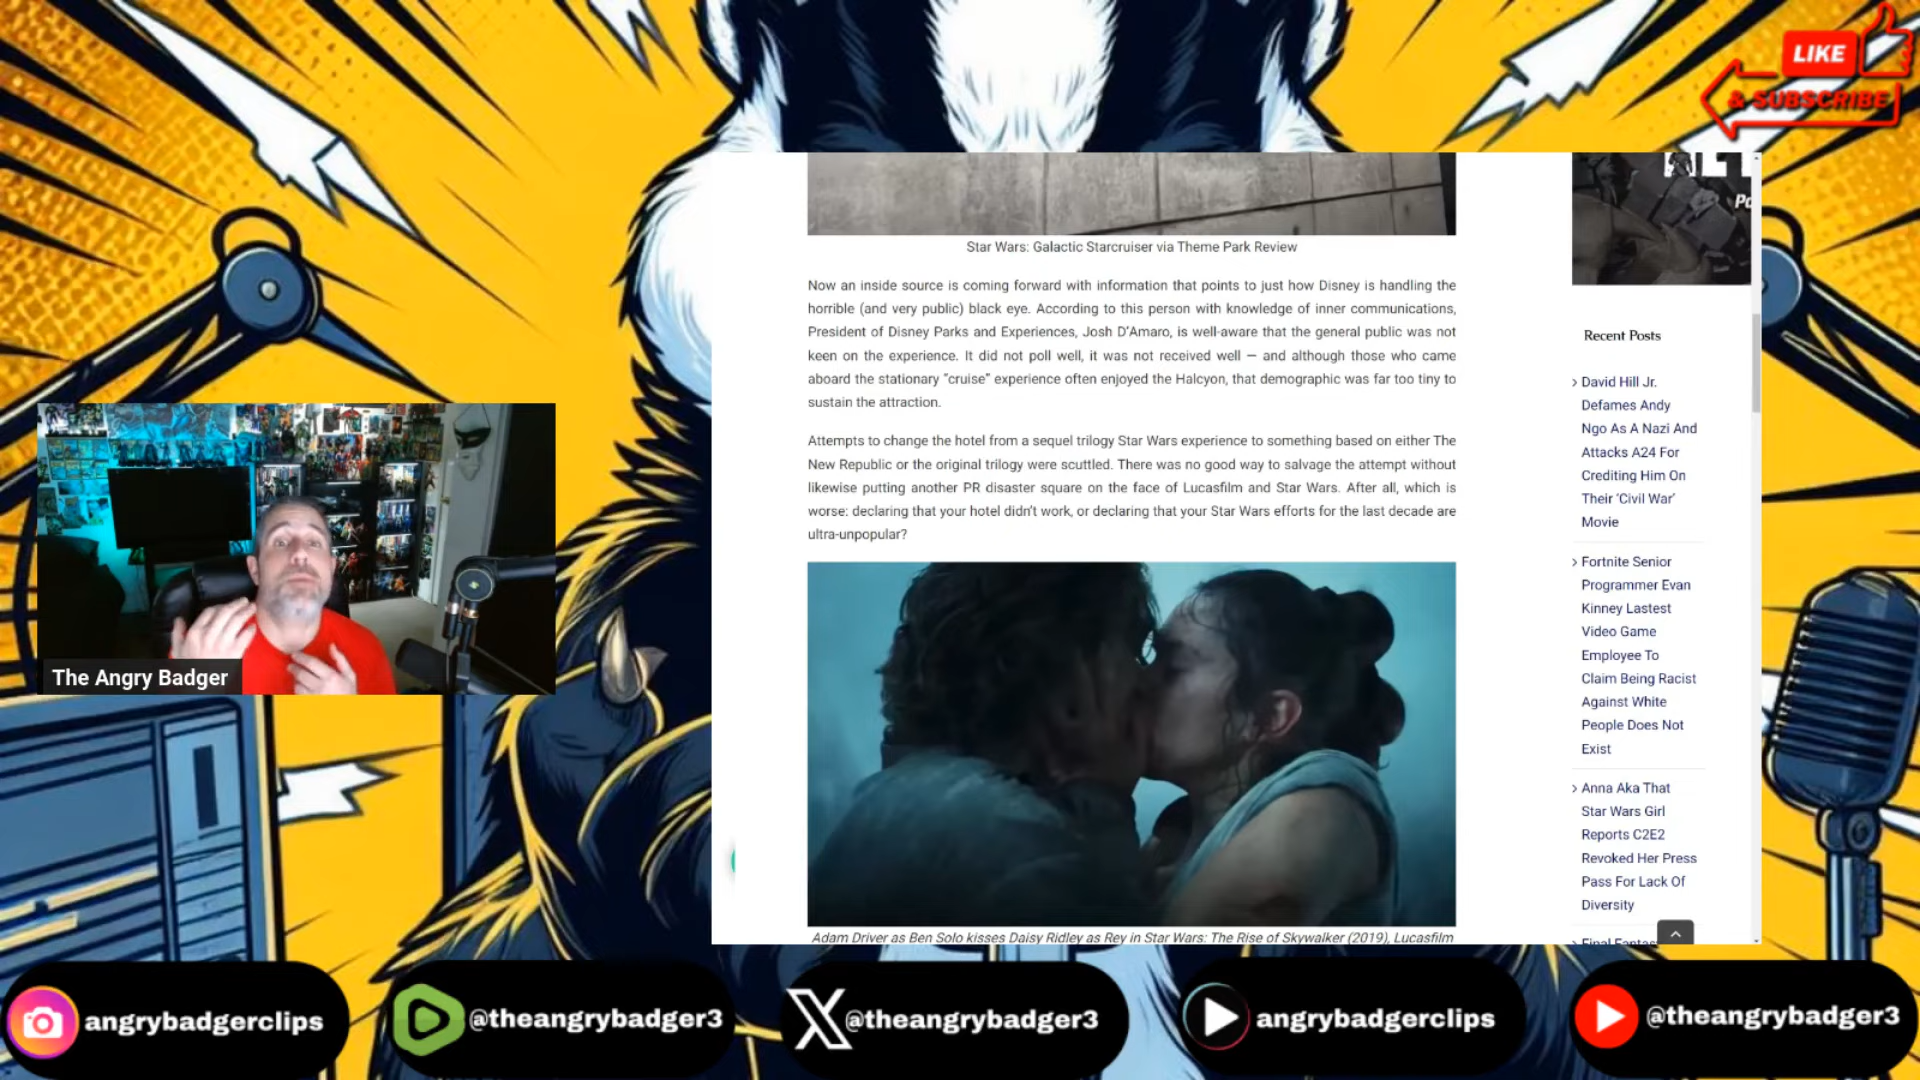 LIKE
& SUBSCRIBE
Star Wars: Galactic Starcruiser via Theme Park Review
Now an inside source is coming forward with information that points to just how Disney is handling the
horrible (and very public) black eye. According to this person with knowledge of inner communications,
President of Disney Parks and Experiences, Josh D'Amaro, is well-aware that the general public was not
keen on the experience. It did not poll well, it was not received well — and although those who came
aboard the stationary “cruise” experience often enjoyed the Halcyon, that demographic was far too tiny to
sustain the attraction.
Attempts to change the hotel from a sequel trilogy Star Wars experience to something based on either The
New Republic or the original trilogy were scuttled. There was no good way to salvage the attempt without
likewise putting another PR disaster square on the face of Lucasfilm and Star Wars. After all, which is
worse: declaring that your hotel didn't work, or declaring that your Star Wars efforts for the last decade are
ultra-unpopular?
Adam Driver as Ben Solo kisses Daisy Ridley as Rey in Star Wars: The Rise of Skywalker (2019), Lucasfilm
Recent Posts
David Hill Jr.
Defames Andy
Ngo As A Nazi And
Attacks A24 For
Crediting Him On
Their ‘Civil War’
Movie
Fortnite Senior
Programmer Evan
Kinney Lastest
Video Game
Employee To
Claim Being Racist
Against White
People Does Not
Exist
Anna Aka That
Star Wars Girl
Reports C2E2
Revoked Her Press
Pass For Lack Of
Diversity
The Angry Badger
angrybadgerclips
@theangrybadger3
@theangrybadger3
angrybadgerclips
@theangrybadger3